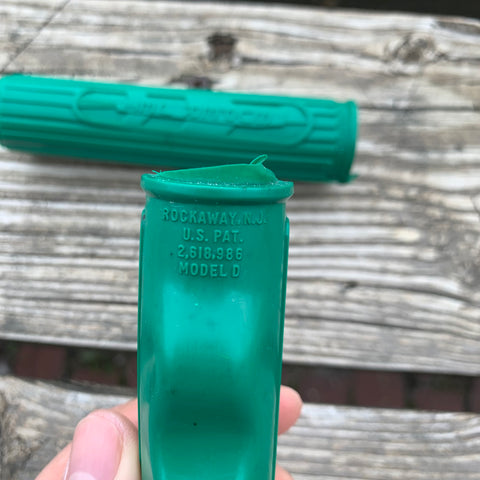 ROCKAWAY, N.J.
U.S. PAT.
2,618,986
MODEL D